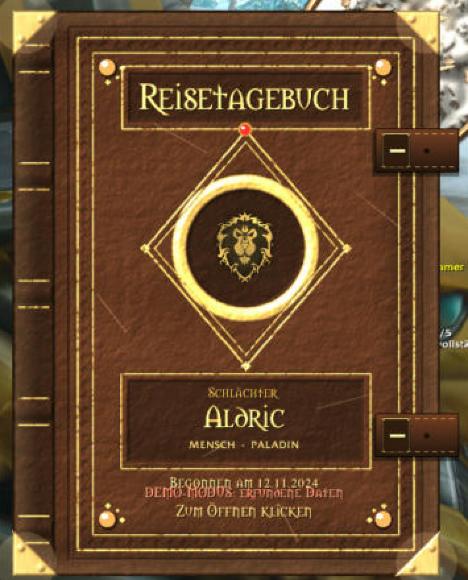 REISETAGEBUCH
SCHLÄCHTER
ALDRIC
MENSCH - PALADIN
BEGONNEN AM 12.11.2024
DEMO-MODUS: ERFUNDENE DATEN
ZUM ÖFFNEN KLICKEN